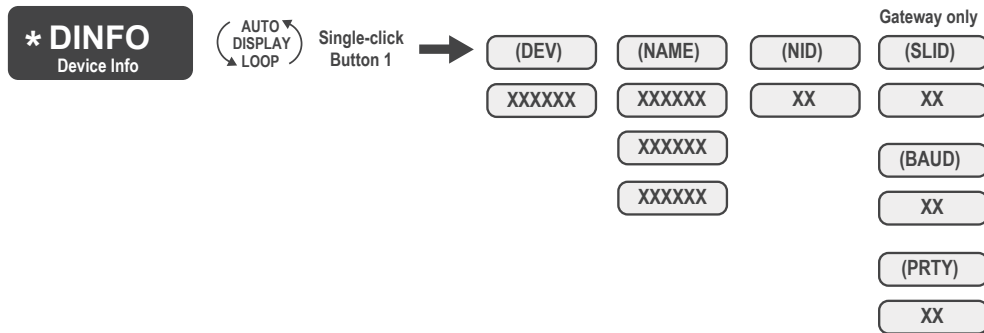 * DINFO
Device Info
AUTO
DISPLAY
LOOP
Single-click
Button 1
Gateway only
(DEV)
(NAME)
(NID)
(SLID)
XXXXXX
XXXXXX
XX
XX
XXXXXX
(BAUD)
XXXXXX
XX
(PRTY)
XX